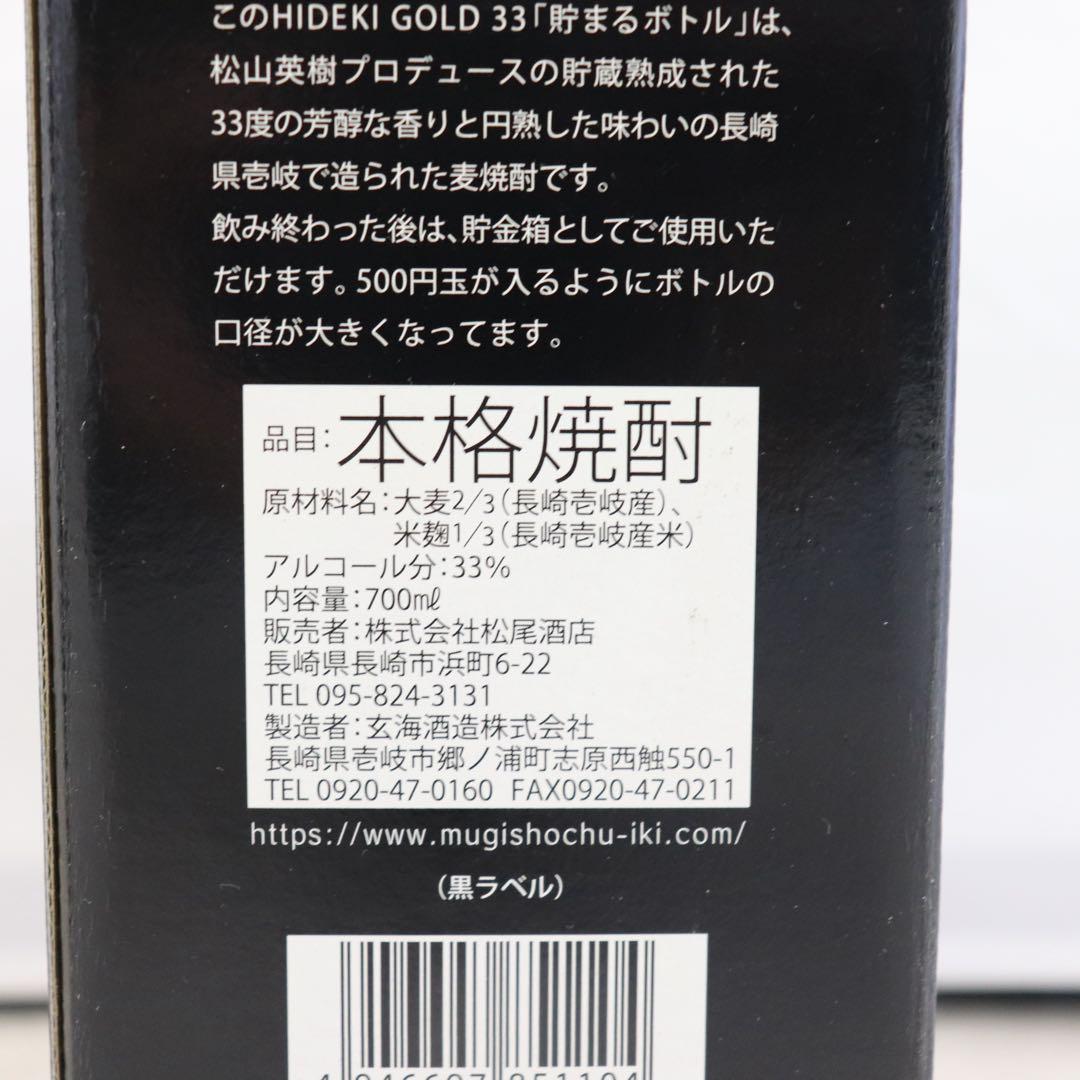 このHIDEKI GOLD 33「貯まるボトル」は、
松山英樹プロデュースの貯蔵熟成された
33度の芳醇な香りと円熟した味わいの長崎
県壱岐で造られた麦焼酎です。
飲み終わった後は、貯金箱としてご使用いた
だけます。500円玉が入るようにボトルの
口径が大きくなってます。
品目：本格焼酎
原材料名：大麦2/3（長崎壱岐産）、
米麹1/3（長崎壱岐産米）
アルコール分：33%
内容量：700㎖
販売者：株式会社松尾酒店
長崎県長崎市浜町6-22
TEL 095-824-3131
製造者：玄海酒造株式会社
長崎県壱岐市郷ノ浦町志原西触550-1
TEL 0920-47-0160 FAX0920-47-0211
https://www.mugishochu-iki.com/
（黒ラベル）
4 946697 851194